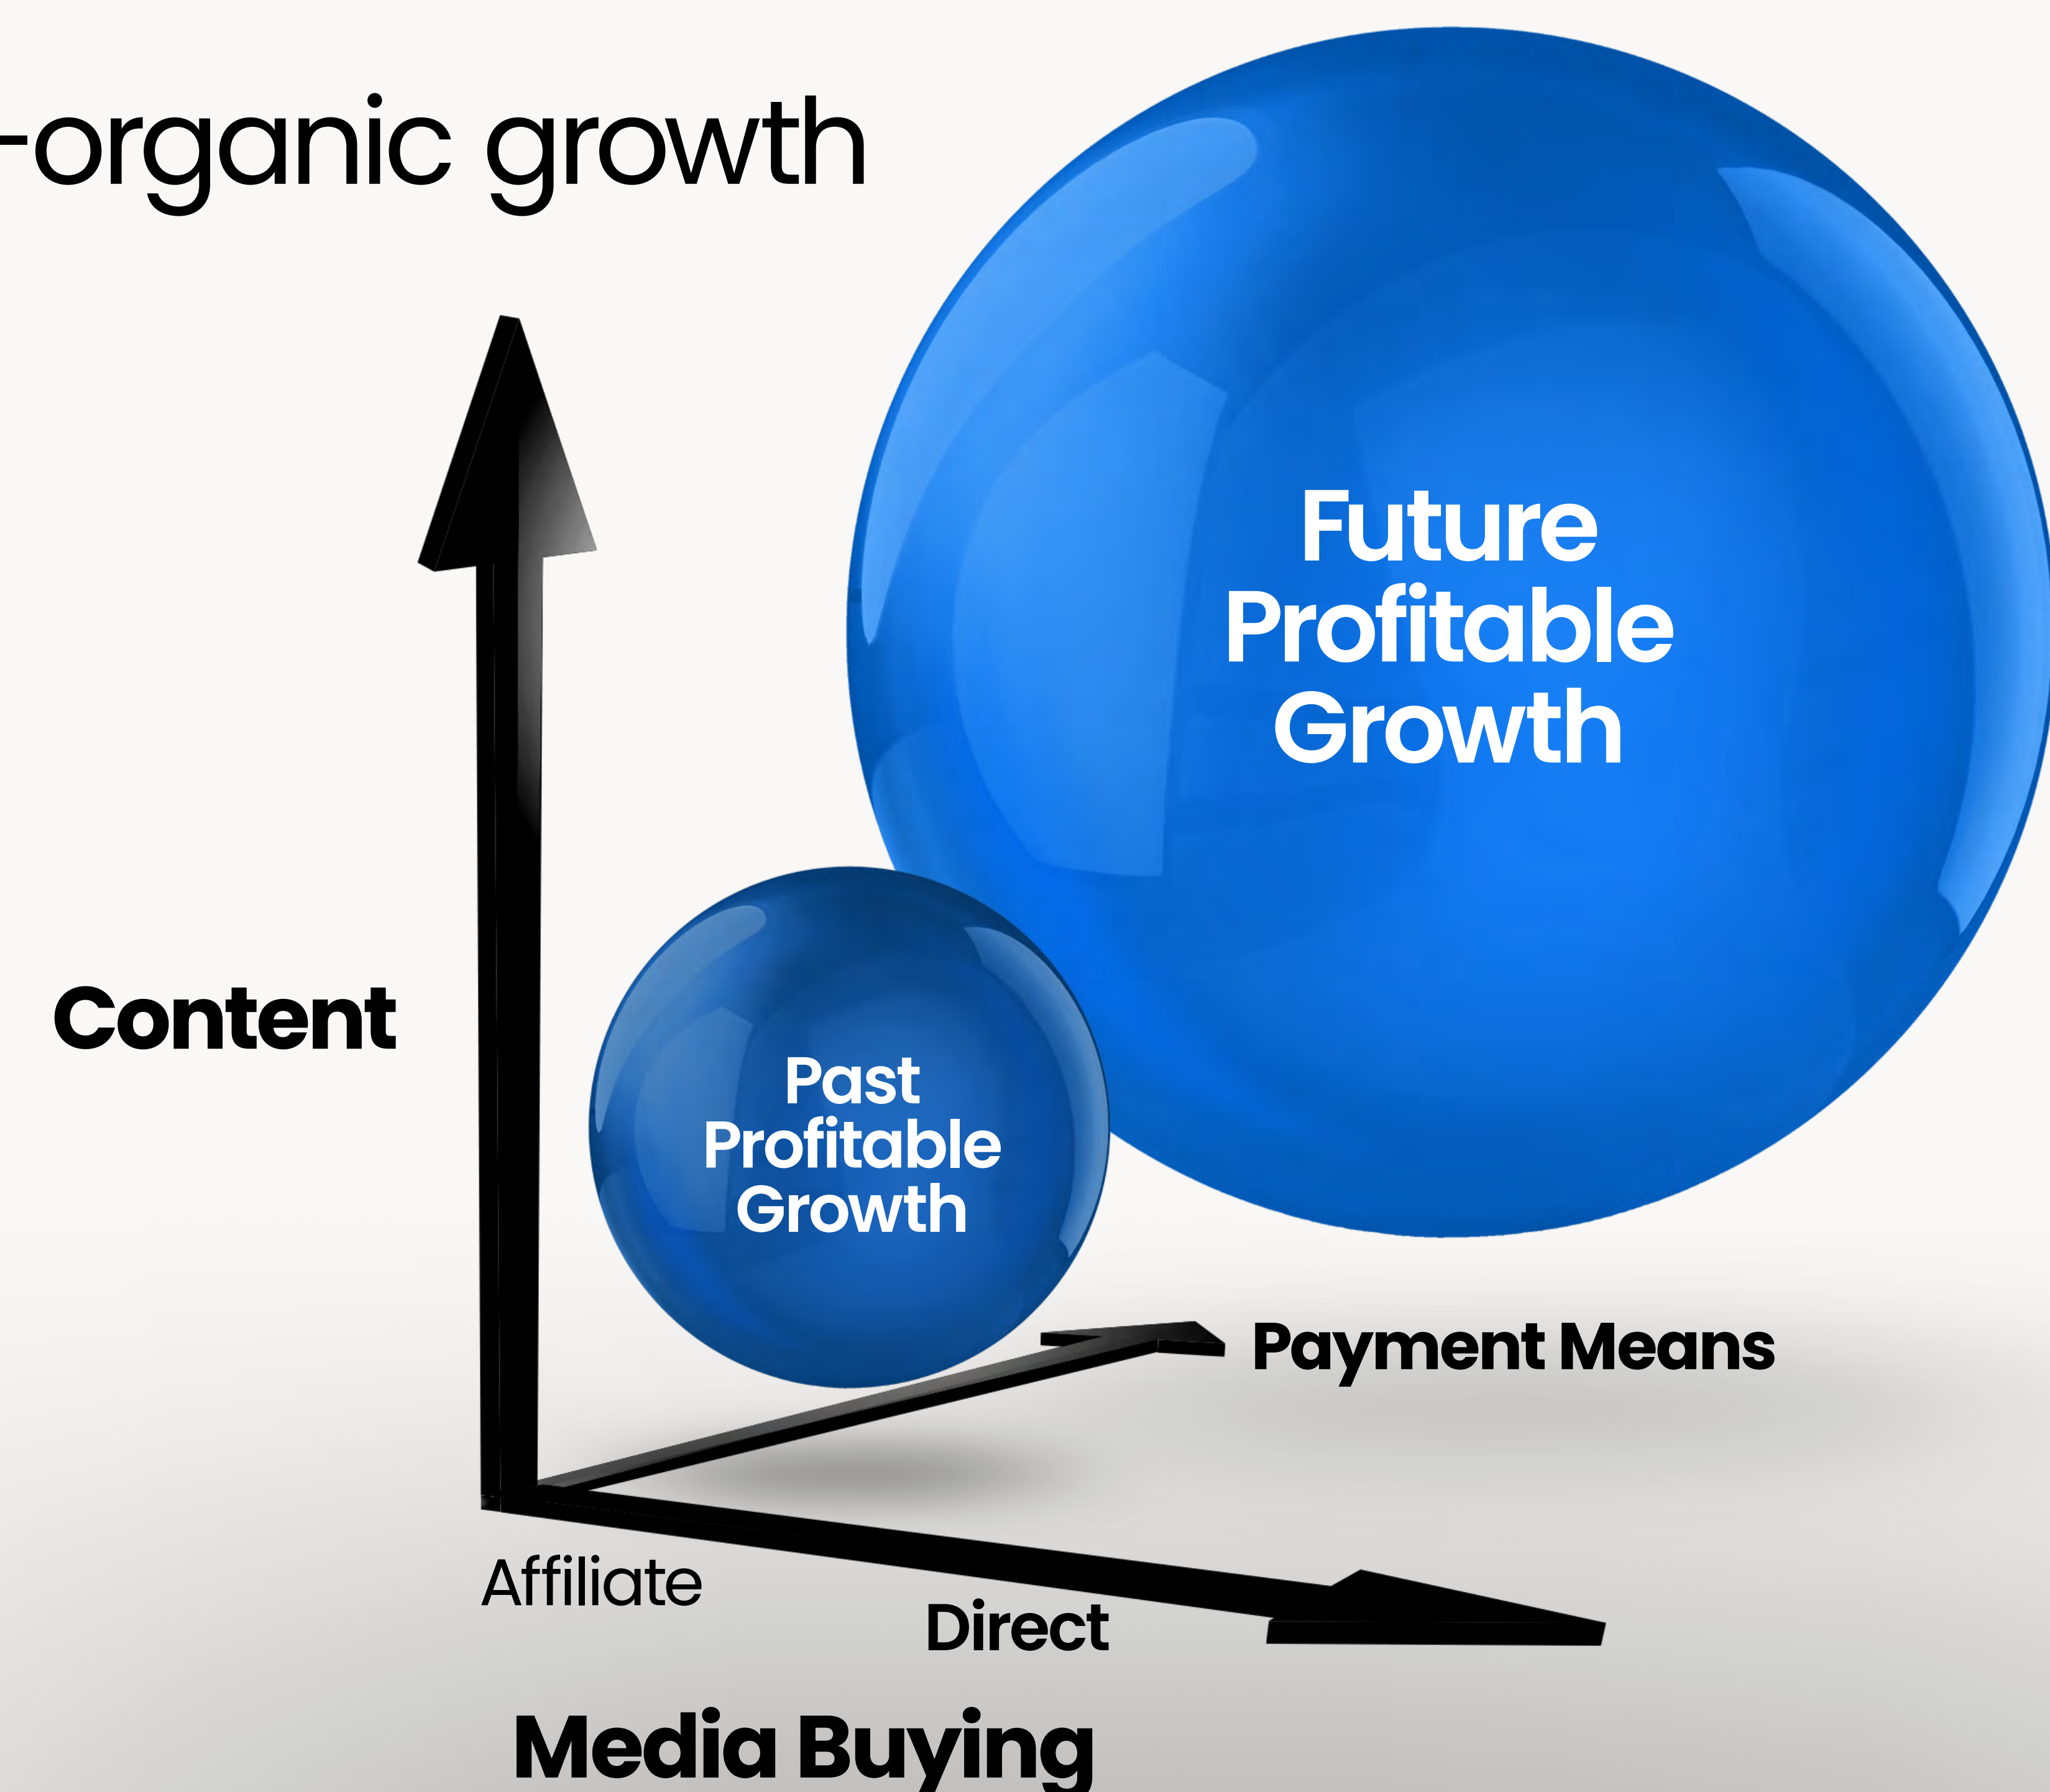 -organic growth
Future
Profitable
Growth
Content
Past
Profitable
Growth
Payment Means
Affiliate
Direct
Media Buying